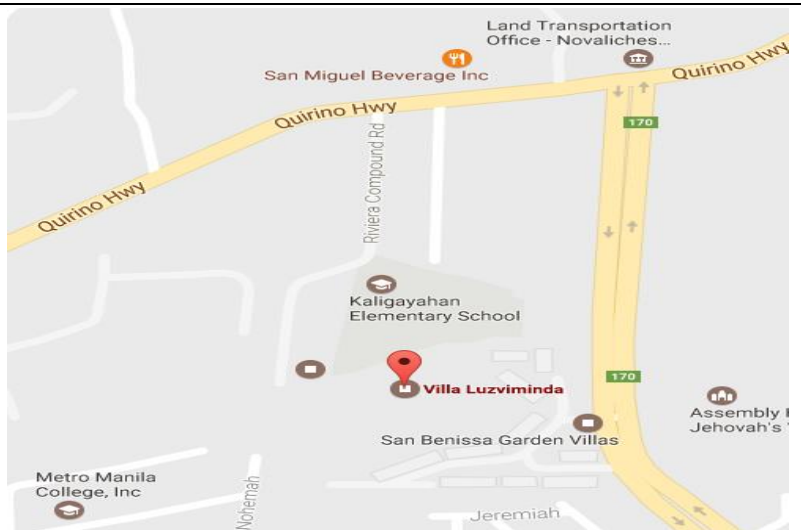 Land Transportation
Office - Novaliches...
San Miguel Beverage Inc
Quirino Hwy
Quirino Hwy
170
Riviera Compound Rd
Quirino Hwy
Kaligayahan
Elementary School
170
Villa Luzviminda
Assembly
Jehovah's
San Benissa Garden Villas
Metro Manila
College, Inc
Nohemah
Jeremiah